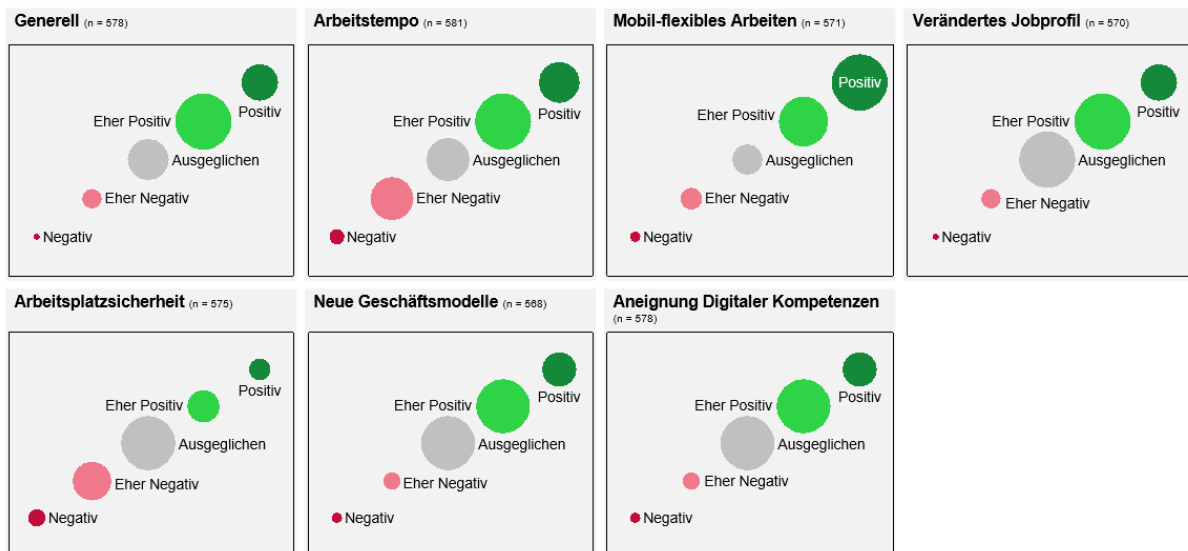 Generell (n = 578)
Positiv
Eher Positiv
Ausgeglichen
Eher Negativ
Negativ
Arbeitstempo (n = 581)
Positiv
Eher Positiv
Ausgeglichen
Eher Negativ
Negativ
Mobil-flexibles Arbeiten (n = 571)
Positiv
Eher Positiv
Ausgeglichen
Eher Negativ
Negativ
Verändertes Jobprofil (n = 570)
Positiv
Eher Positiv
Ausgeglichen
Eher Negativ
Negativ
Arbeitsplatzsicherheit (n = 575)
Positiv
Eher Positiv
Ausgeglichen
Eher Negativ
Negativ
Neue Geschäftsmodelle (n = 568)
Positiv
Eher Positiv
Ausgeglichen
Eher Negativ
Negativ
Aneignung Digitaler Kompetenzen
(n = 578)
Positiv
Eher Positiv
Ausgeglichen
Eher Negativ
Negativ